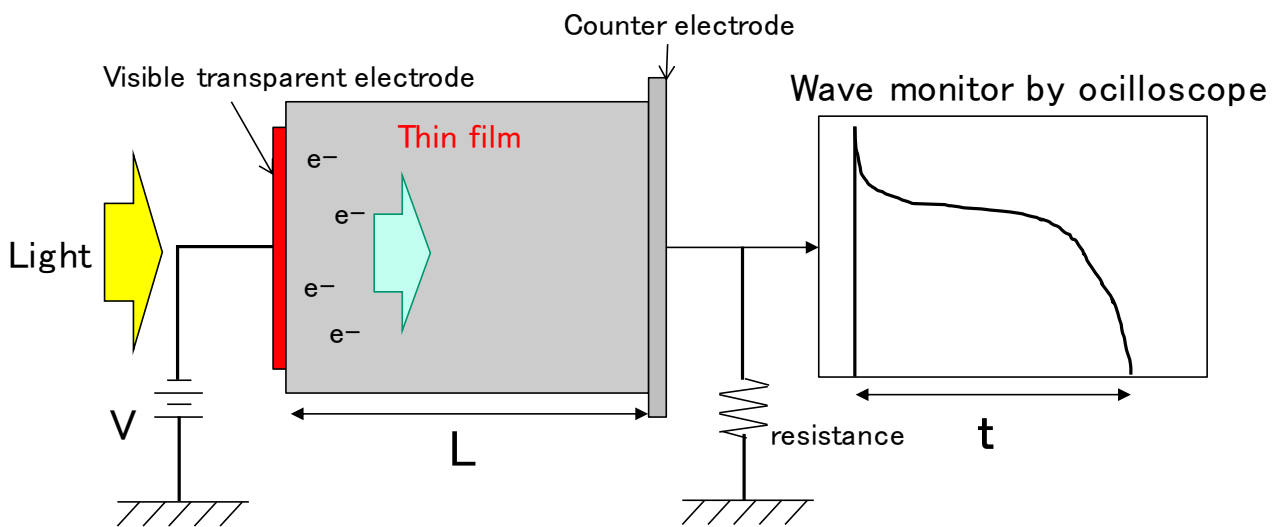 Counter electrode
Visible transparent electrode
Wave monitor by ocilloscope
Thin film
e−
e−
Light
e−
e−
V
L
resistance
t